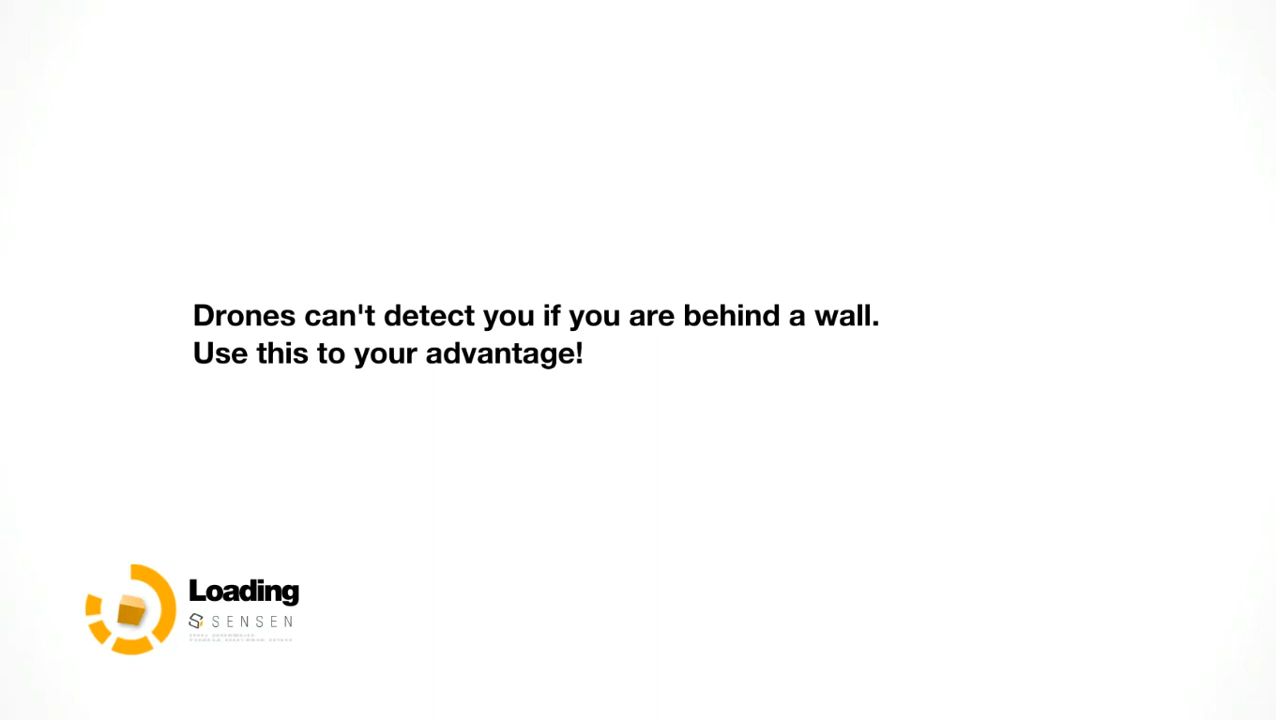 Drones can't detect you if you are behind a wall.
Use this to your advantage!
Loading
SENSEN